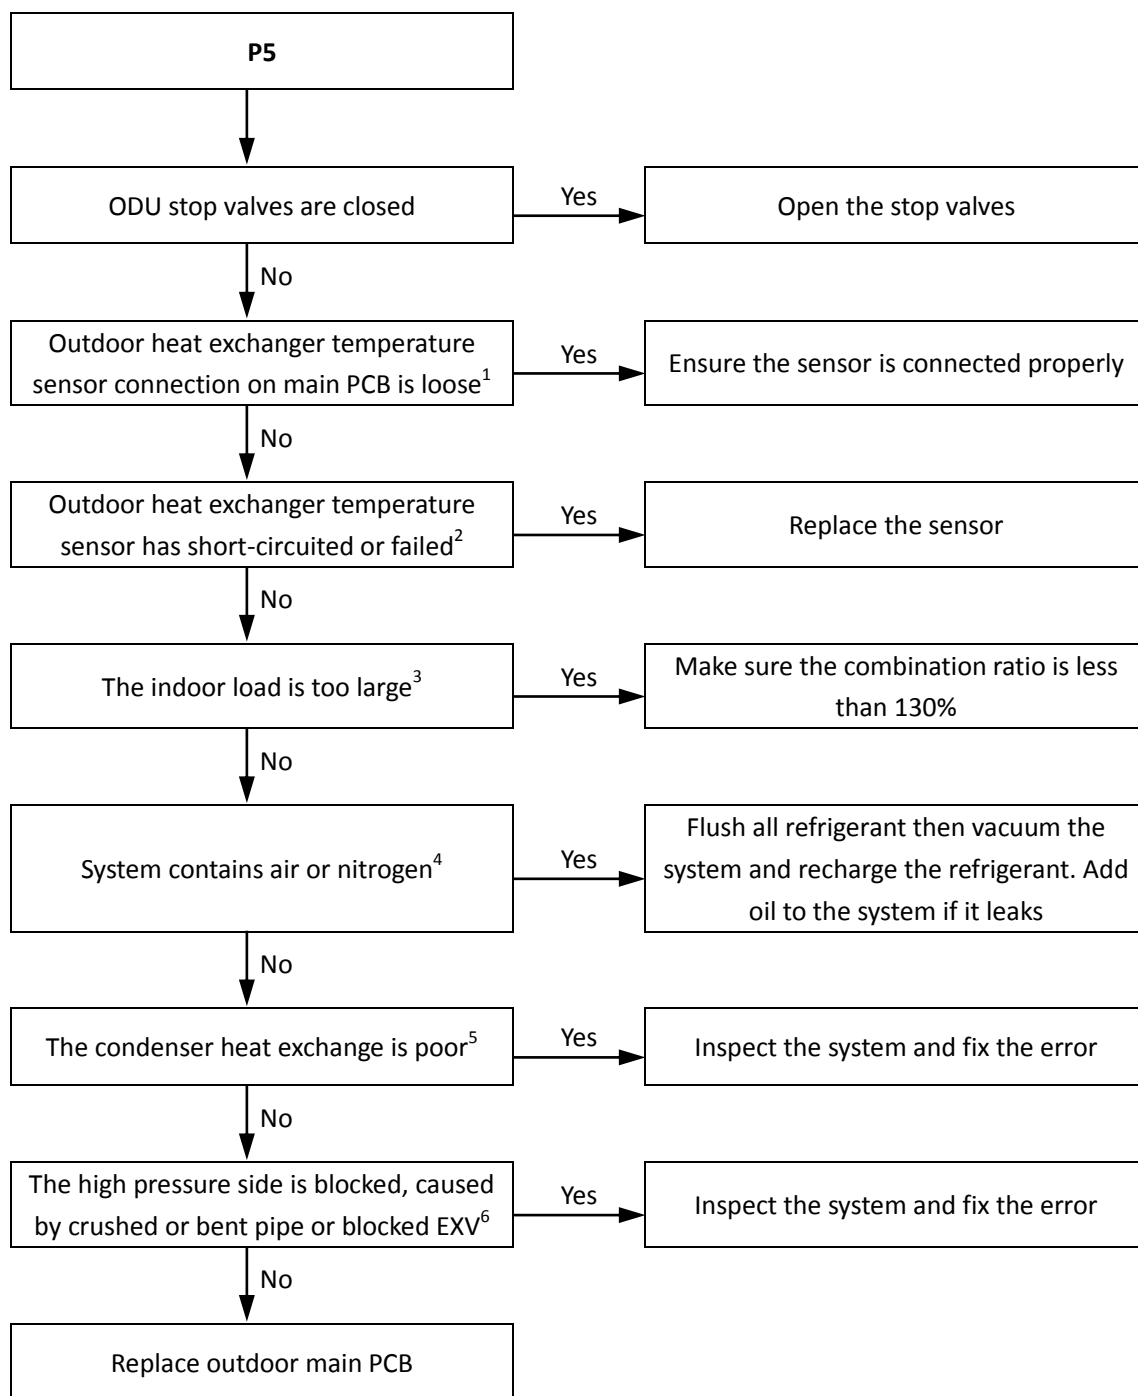 P5
ODU stop valves are closed
Yes
Open the stop valves
No
Outdoor heat exchanger temperature
sensor connection on main PCB is loose1
Yes
Ensure the sensor is connected properly
No
Outdoor heat exchanger temperature
sensor has short-circuited or failed2
Yes
Replace the sensor
No
The indoor load is too large3
Yes
Make sure the combination ratio is less
than 130%
No
System contains air or nitrogen4
Yes
Flush all refrigerant then vacuum the
system and recharge the refrigerant. Add
oil to the system if it leaks
No
The condenser heat exchange is poor5
Yes
Inspect the system and fix the error
No
The high pressure side is blocked, caused
by crushed or bent pipe or blocked EXV6
Yes
Inspect the system and fix the error
No
Replace outdoor main PCB